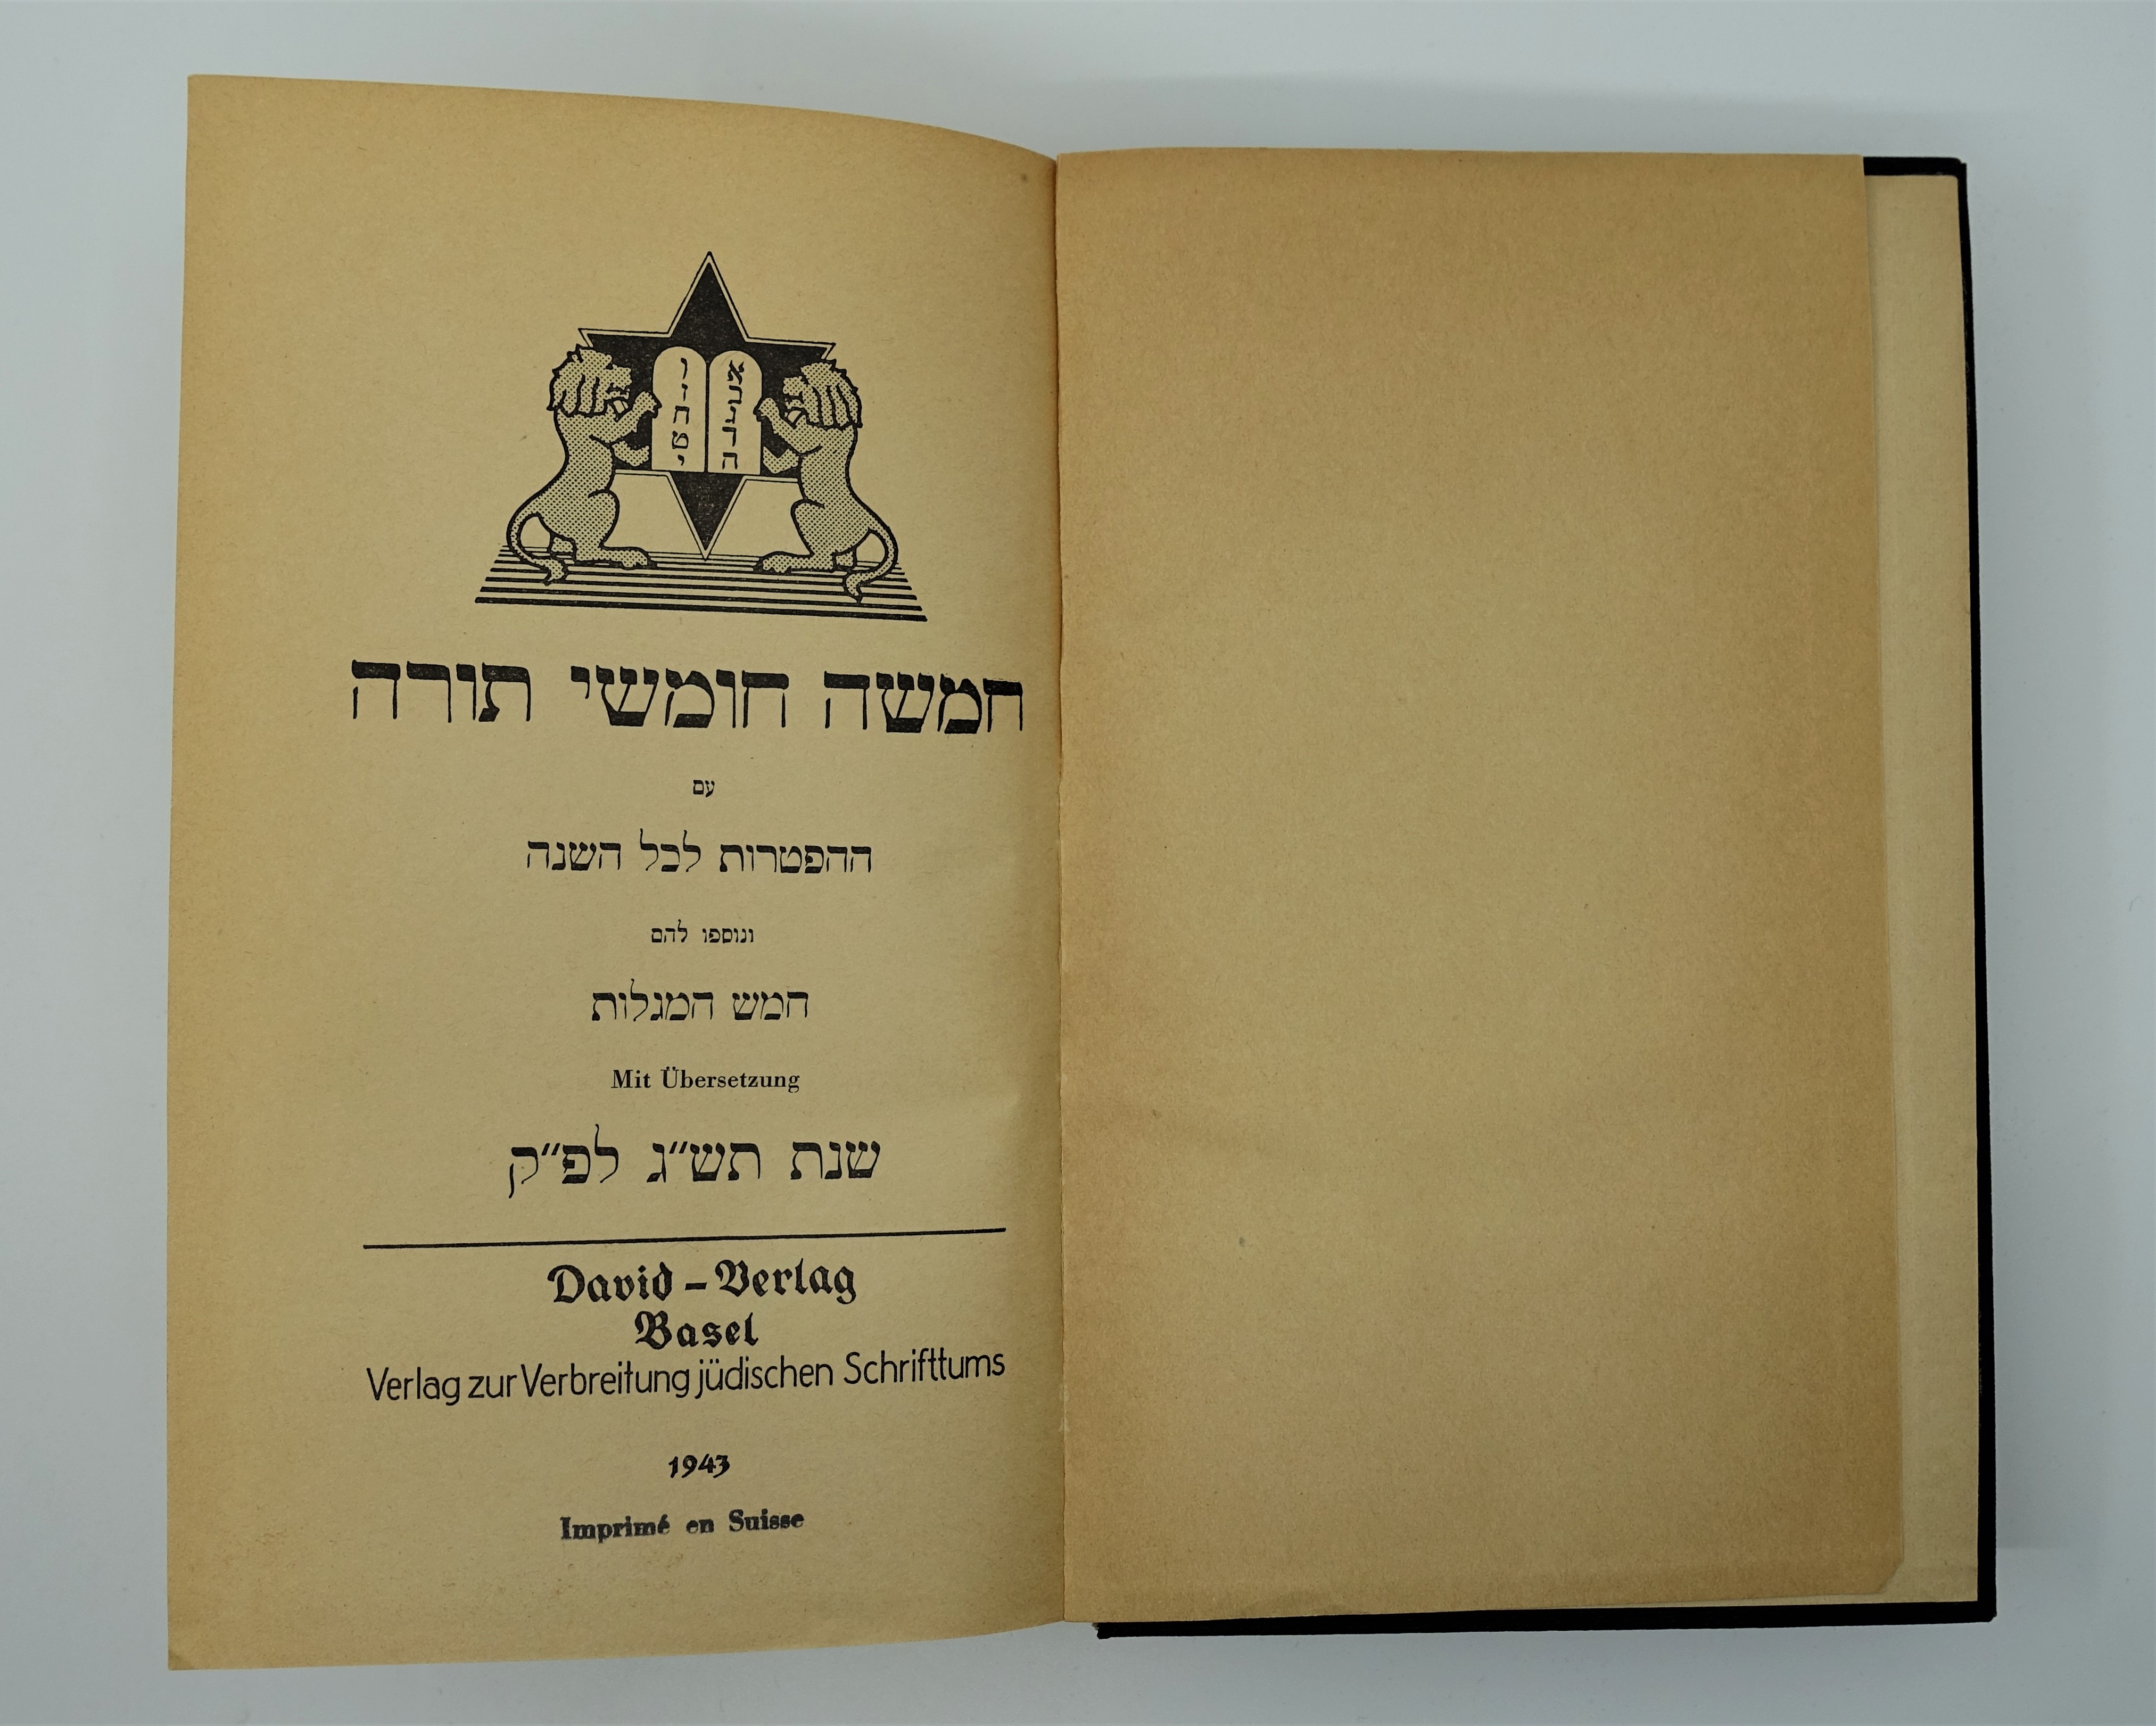 א
ב
ג
ד
ה
ו
ז
ח
ט
י
חמשה חומשי תורה
עם
ההפטרות לכל השנה
ונוספו להם
חמש המגלות
Mit Übersetzung
שנת תש״ג לפ״ק
David – Verlag
Basel
Verlag zur Verbreitung jüdischen Schrifttums
1943
Imprimé en Suisse